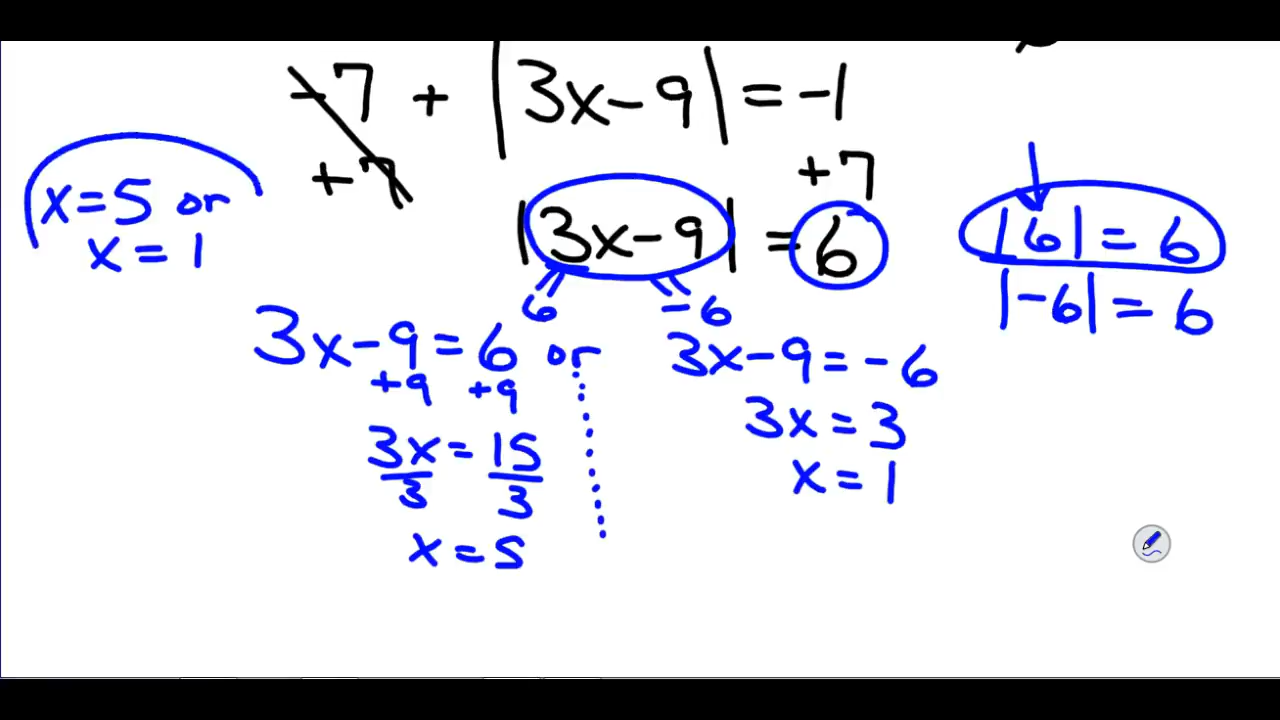 -7 + |3x-9| = -1
+7 +7
|3x-9| = 6
6 -6
x=5 or
x=1
|6| = 6
|-6| = 6
3x-9=6 or
+9 +9
3x = 15
3 3
x=5
3x-9=-6
3x=3
x=1